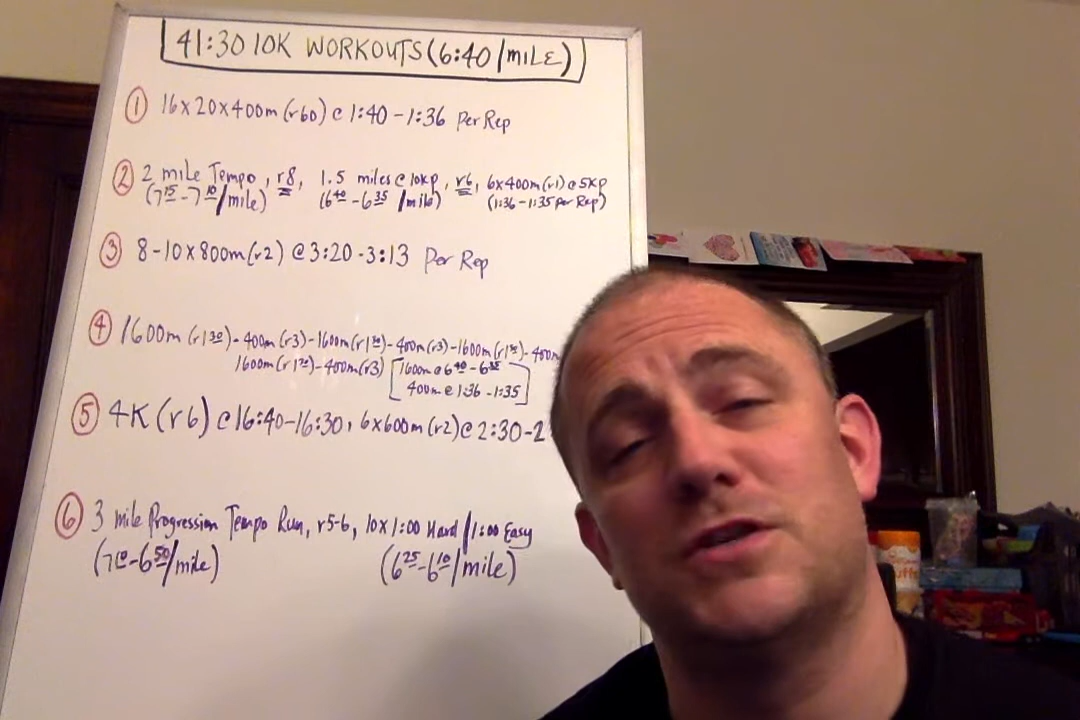 41:30 10K WORKOUTS (6:40/MILE)
① 16x20x400m (r60) @ 1:40 - 1:36 Per Rep
② 2 mile Tempo, r8, 1.5 miles @ 10KP, r6, 6x400m (r1) @ 5KP
(7:15 - 7:10/mile) (6:40 - 6:35 /mile) (1:36 - 1:35 per Rep)
③ 8-10x800m (r2) @ 3:20 - 3:13 Per Rep
④ 1600m (r1:30) - 400m (r3) - 1600m (r1:30) - 400m (r3) - 1600m (r1:30) - 400m
1600m (r1:30) - 400m (r3) [1600m @ 6:40 - 6:35
400m @ 1:36 - 1:35]
⑤ 4K (r6) @ 16:40-16:30, 6x600m (r2) @ 2:30-2
⑥ 3 mile Progression Tempo Run, r5-6, 10x1:00 Hard/1:00 Easy
(7:10 - 6:50/mile) (6:25 - 6:10/mile)